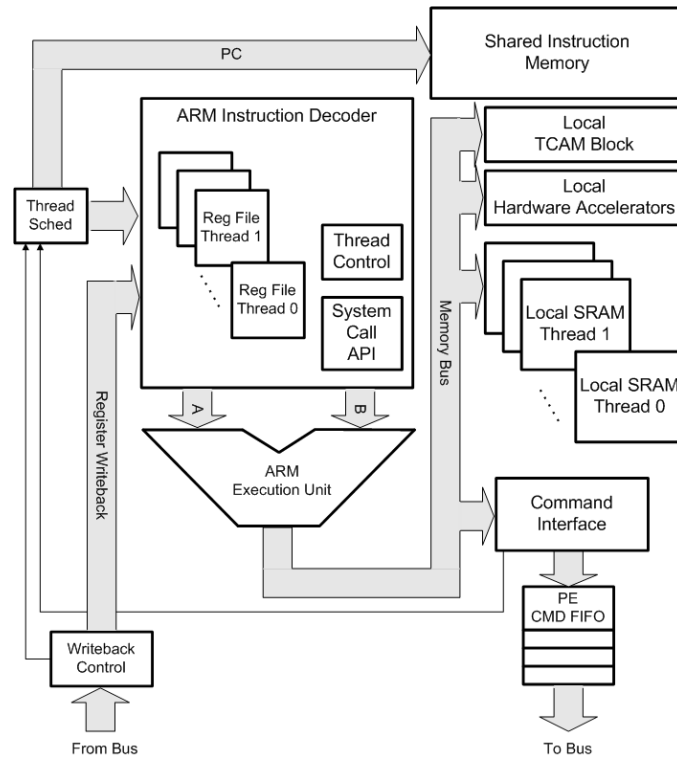 PC
Shared Instruction
Memory
ARM Instruction Decoder
Local
TCAM Block
Local
Hardware Accelerators
Thread
Sched
Reg File
Thread 1
Reg File
Thread 0
Thread
Control
System
Call
API
Local SRAM
Thread 1
Local SRAM
Thread 0
Memory Bus
Register Writeback
A
B
ARM
Execution Unit
Command
Interface
PE
CMD FIFO
Writeback
Control
From Bus
To Bus